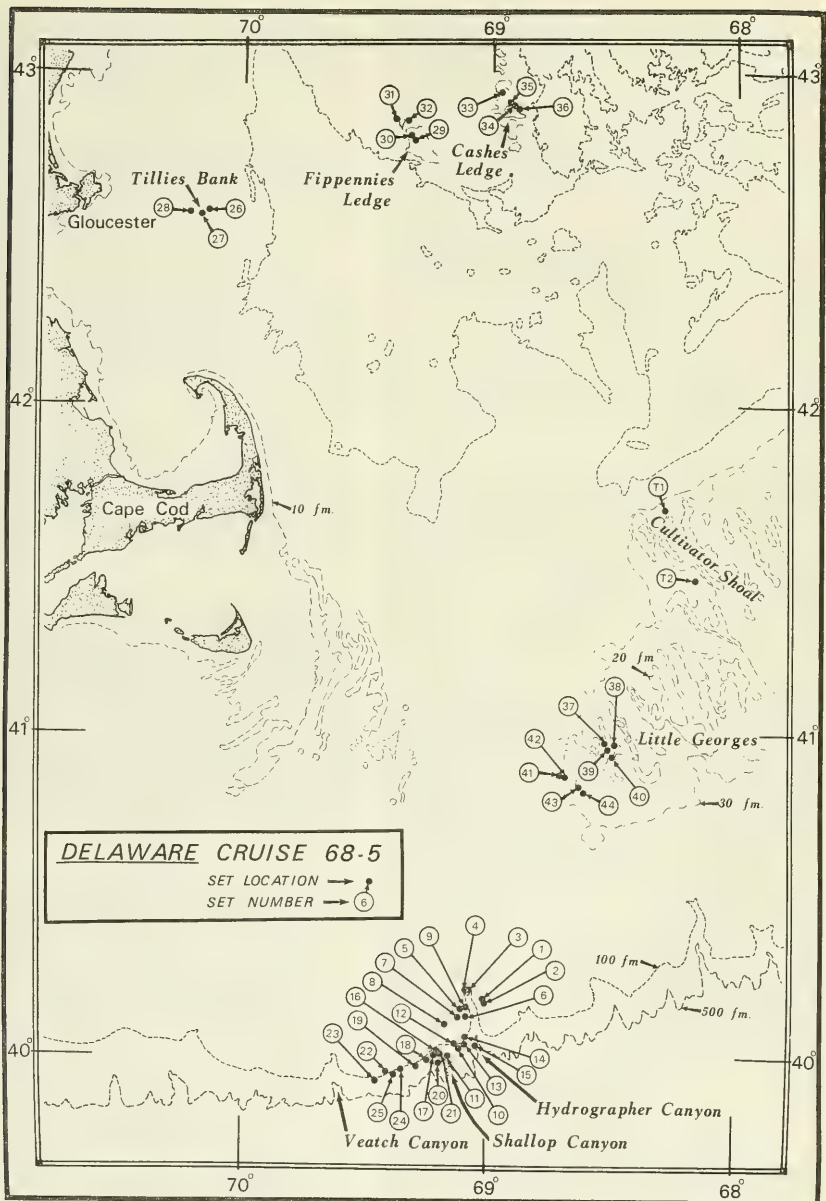 70° 69° 68°
43° 43°
31 32 33 35
34 36
30 29
Cashes
Ledge
Fippennies
Ledge
Tillies Bank
Gloucester
28 26
27
42° 42°
Cape Cod
10 fm.
T1
Cultivator Shoal
T2
20 fm
38
37
41° 41°
Little Georges
42
41 39
40
43 44
30 fm.
DELAWARE CRUISE 68-5
SET LOCATION
SET NUMBER 6
4
9 3
5 1
7 2
8 6
100 fm.
500 fm.
16 12
19 14
23 18 15
22 13
40° 40°
25 24 17 20 21 11 10
Hydrographer Canyon
Veatch Canyon Shallop Canyon
70° 69° 68°